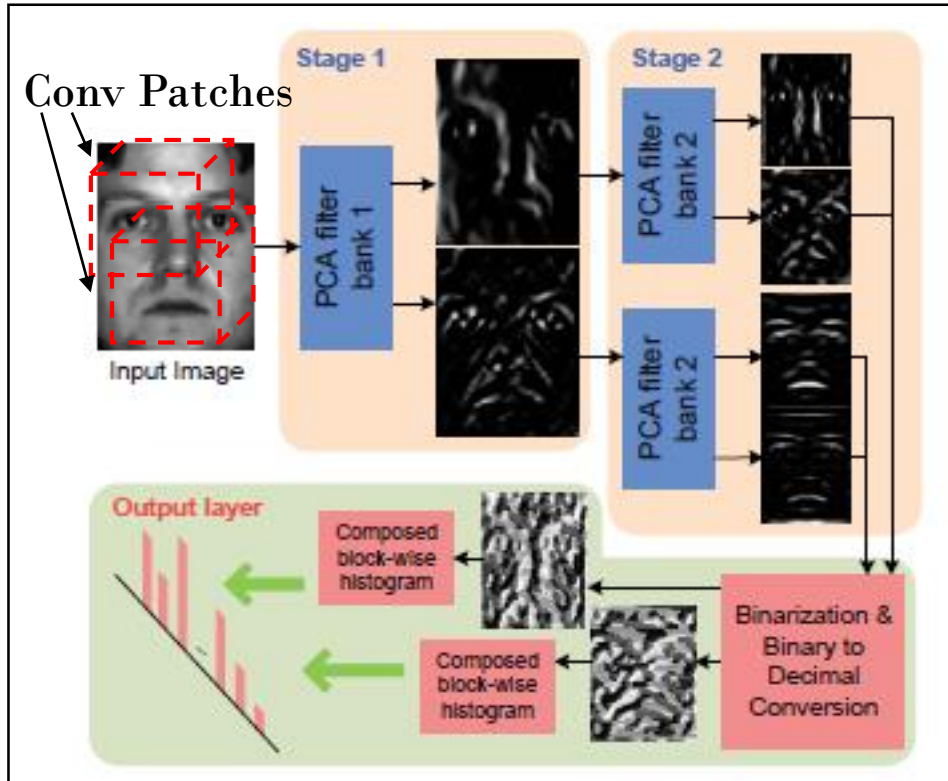 Conv Patches
Input Image
Stage 1
PCA filter
bank 1
Stage 2
PCA filter
bank 2
PCA filter
bank 2
Output layer
Composed
block-wise
histogram
Composed
block-wise
histogram
Binarization &
Binary to
Decimal
Conversion